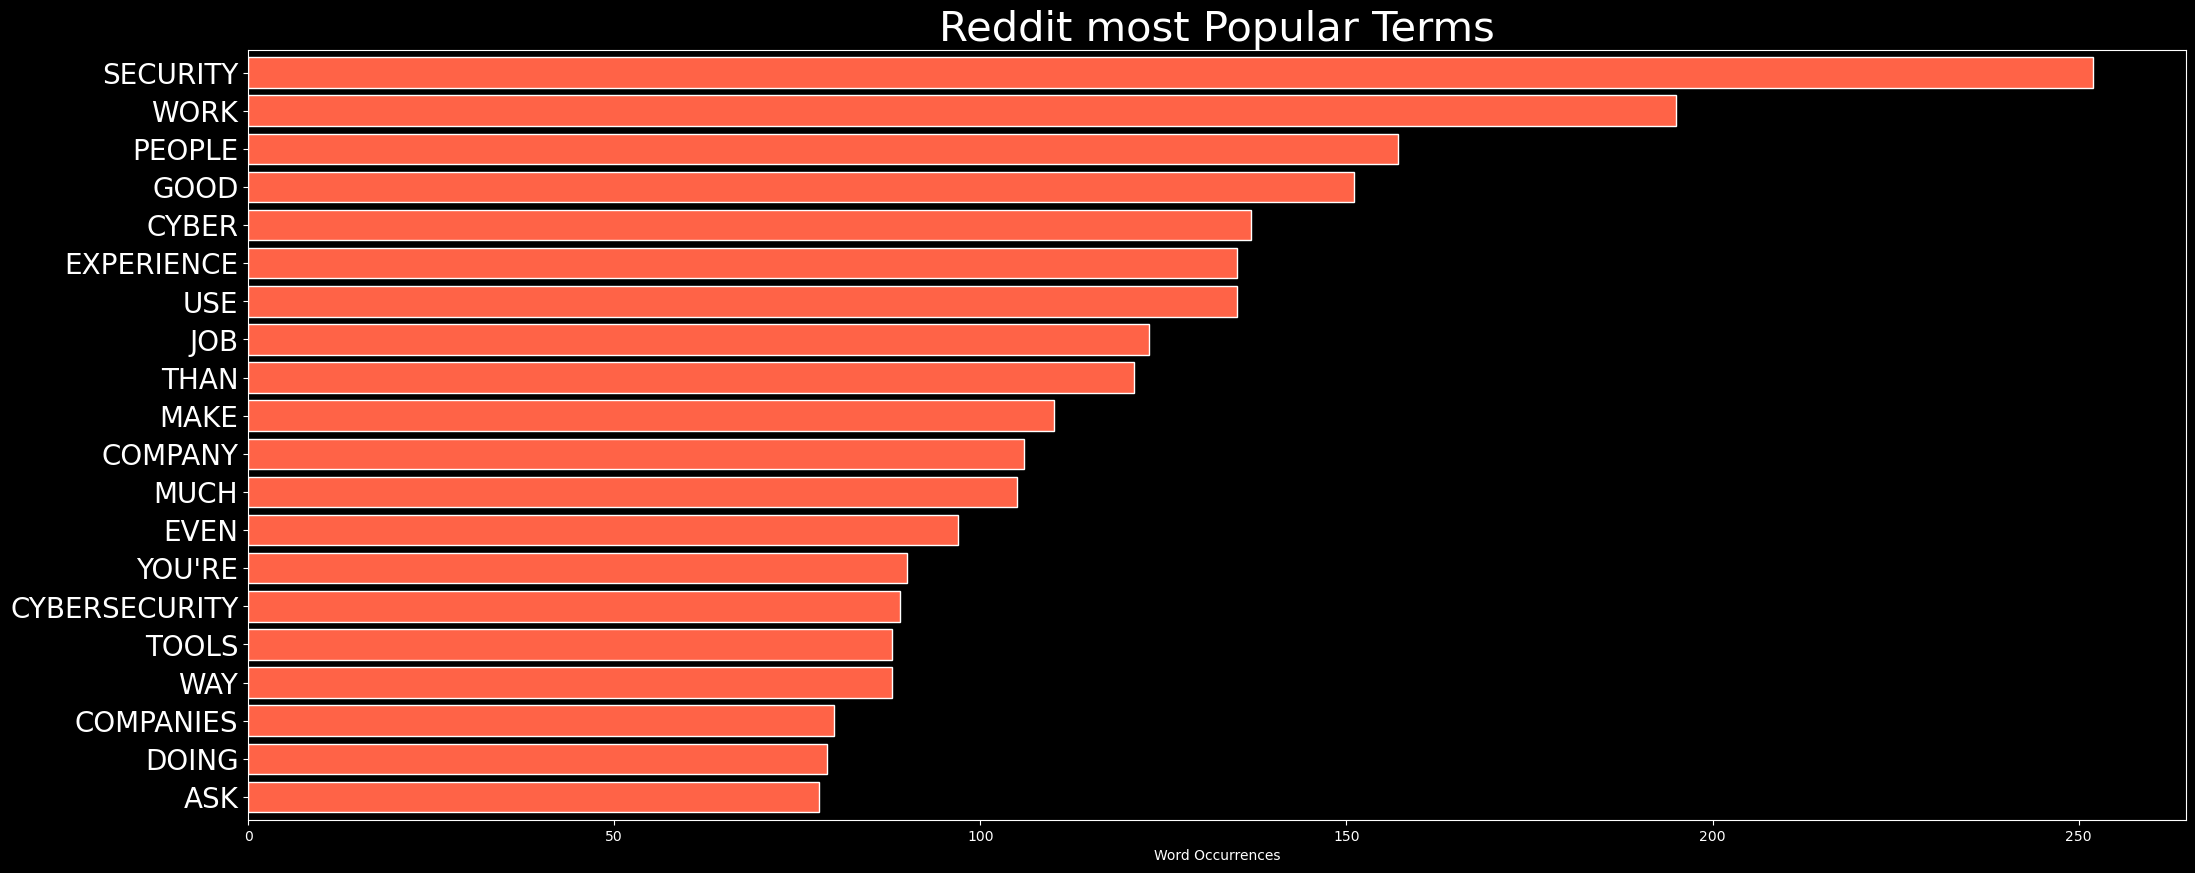 Reddit most Popular Terms
SECURITY
WORK
PEOPLE
GOOD
CYBER
EXPERIENCE
USE
JOB
THAN
MAKE
COMPANY
MUCH
EVEN
YOU'RE
CYBERSECURITY
TOOLS
WAY
COMPANIES
DOING
ASK
0 50 100 150 200 250
Word Occurrences